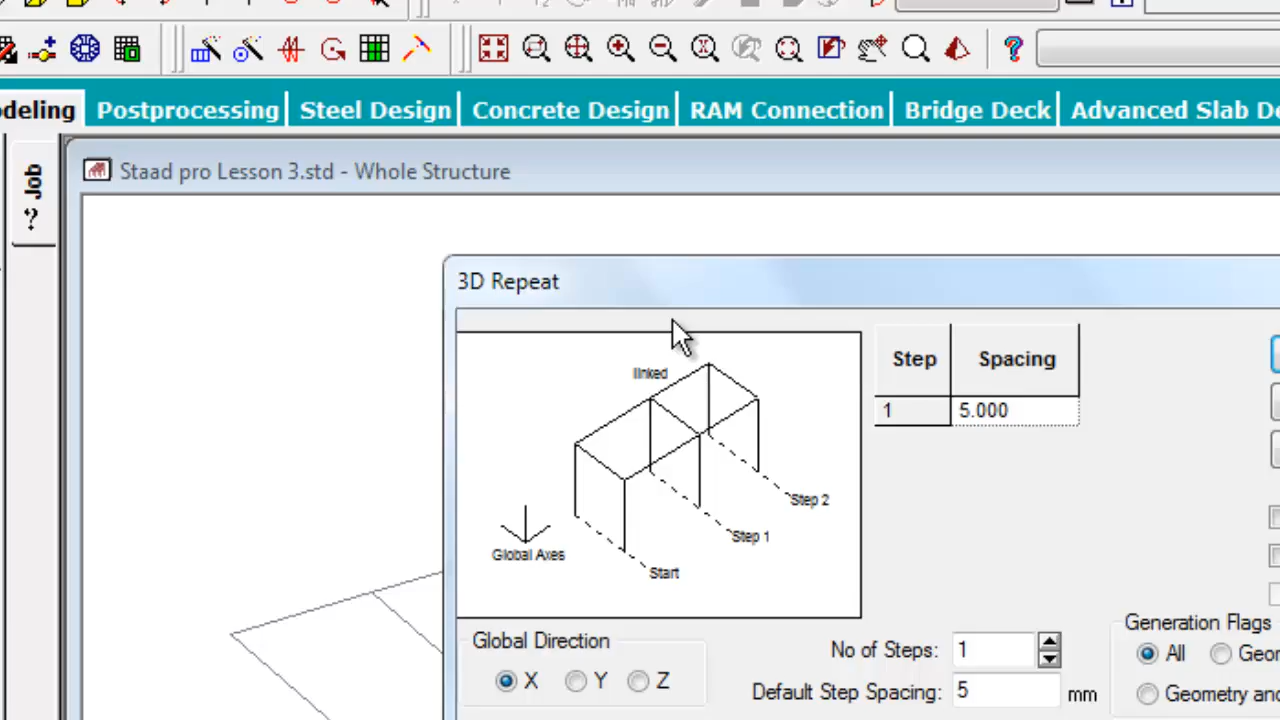 odeling Postprocessing Steel Design Concrete Design RAM Connection Bridge Deck Advanced Slab De
Job
Staad pro Lesson 3.std - Whole Structure
3D Repeat
linked
Step 2
Step 1
Global Axes
Start
Step Spacing
1 5.000
Global Direction
X Y Z
No of Steps: 1
Default Step Spacing: 5 mm
Generation Flags
All Geon
Geometry and